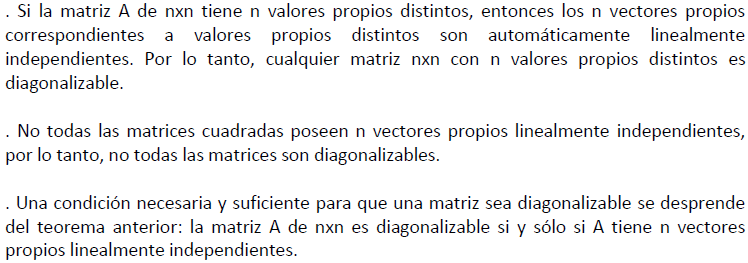 . Si la matriz A de nxn tiene n valores propios distintos, entonces los n vectores propios
correspondientes a valores propios distintos son automáticamente linealmente
independientes. Por lo tanto, cualquier matriz nxn con n valores propios distintos es
diagonalizable.
. No todas las matrices cuadradas poseen n vectores propios linealmente independientes,
por lo tanto, no todas las matrices son diagonalizables.
. Una condición necesaria y suficiente para que una matriz sea diagonalizable se desprende
del teorema anterior: la matriz A de nxn es diagonalizable si y sólo si A tiene n vectores
propios linealmente independientes.